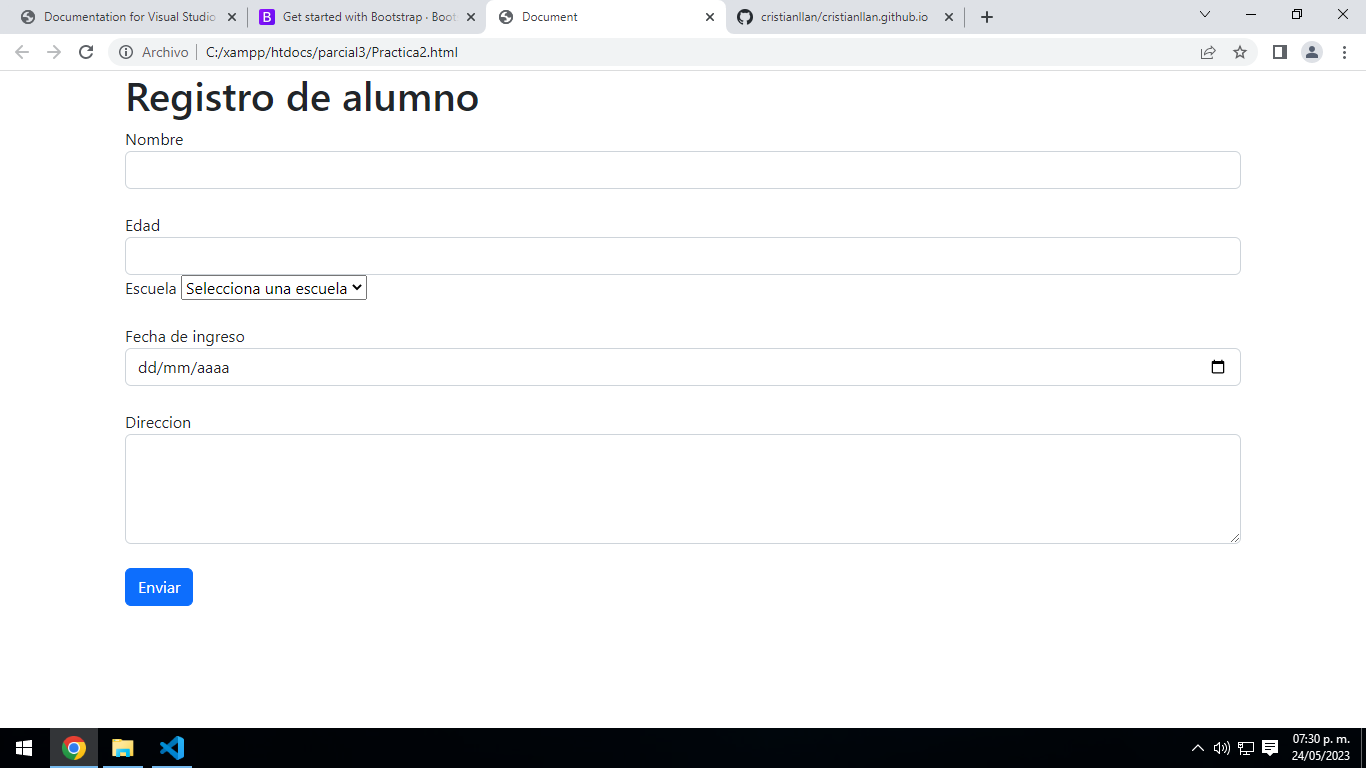 Documentation for Visual Studio
Get started with Bootstrap · Boot
Document
cristianllan/cristianllan.github.io
Archivo
C:/xampp/htdocs/parcial3/Practica2.html
Registro de alumno
Nombre
Edad
Escuela Selecciona una escuela
Fecha de ingreso
dd/mm/aaaa
Direccion
Enviar
07:30 p. m.
24/05/2023